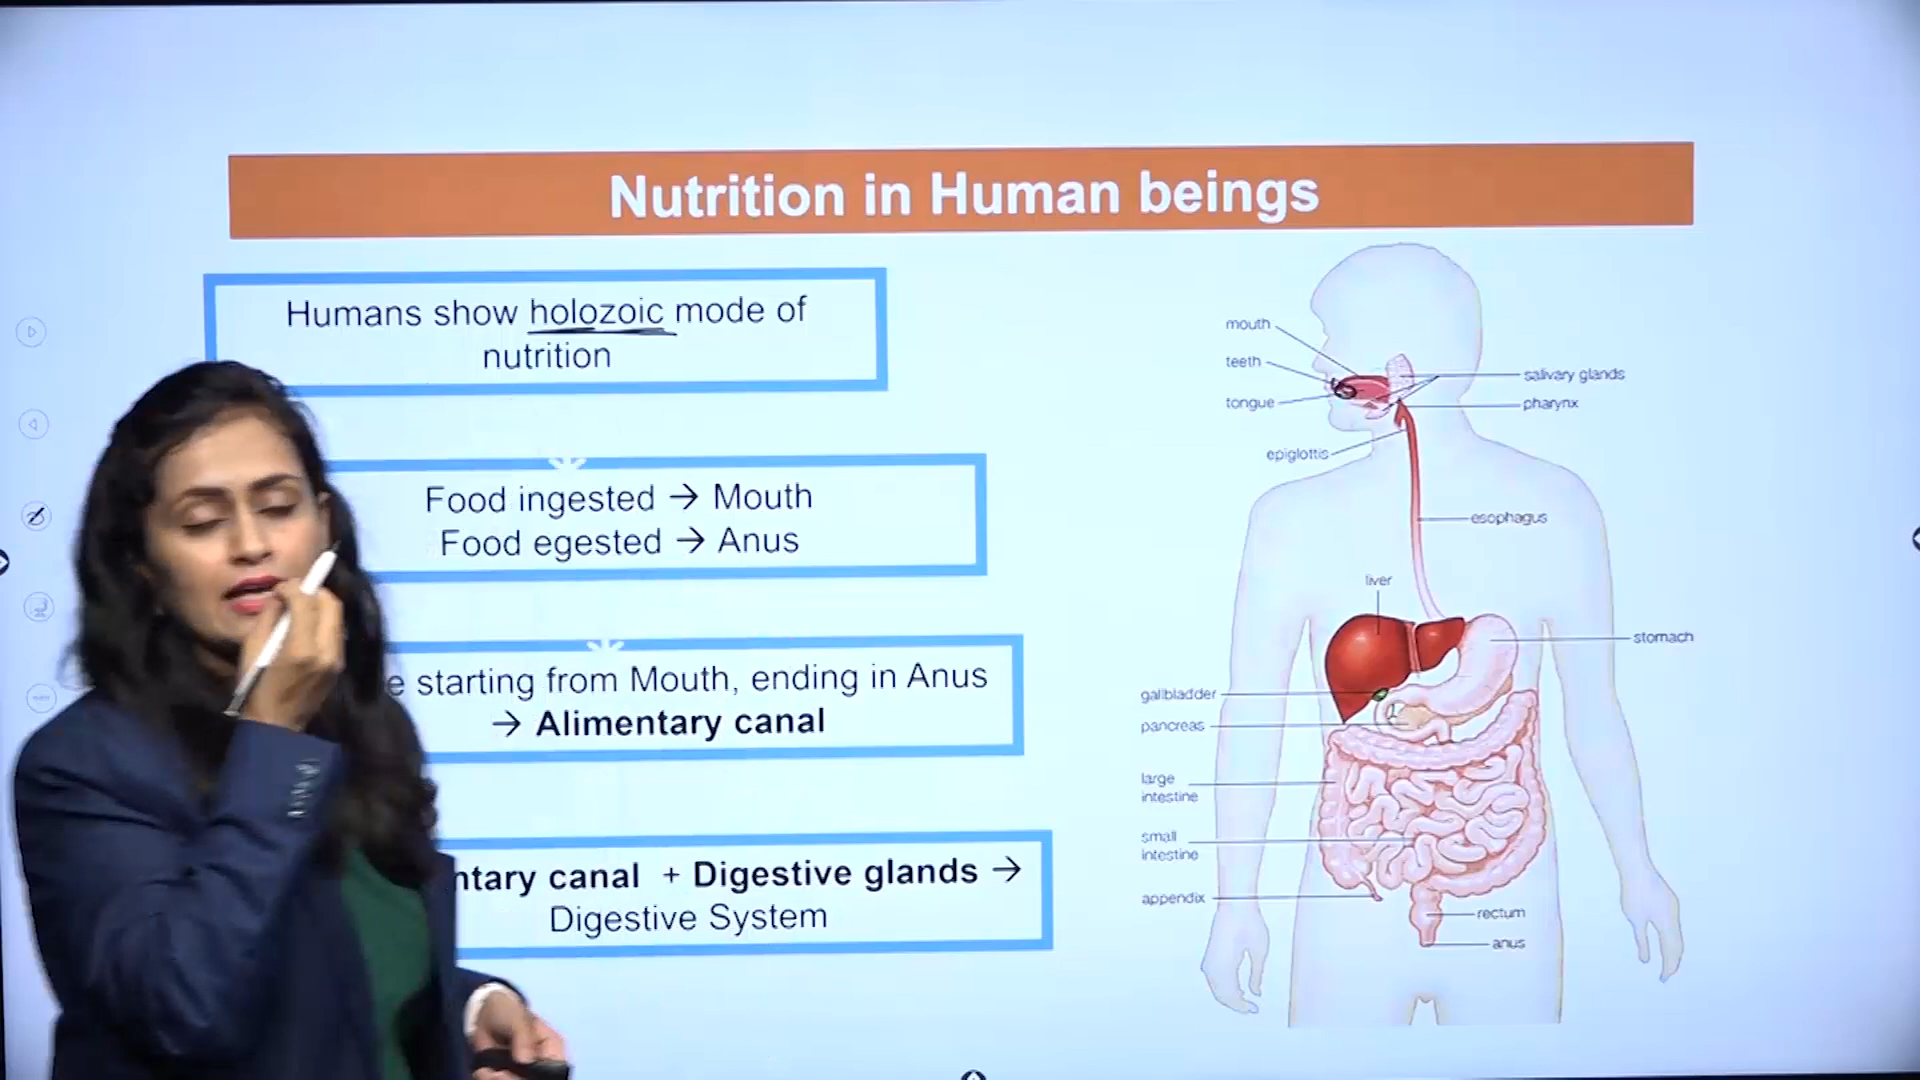 Nutrition in Human beings
Humans show holozoic mode of
nutrition
Food ingested → Mouth
Food egested → Anus
starting from Mouth, ending in Anus
→ Alimentary canal
canal + Digestive glands →
Digestive System
mouth
teeth
tongue
epiglottis
salivary glands
pharynx
esophagus
liver
stomach
gallbladder
pancreas
large
intestine
small
intestine
appendix
rectum
anus